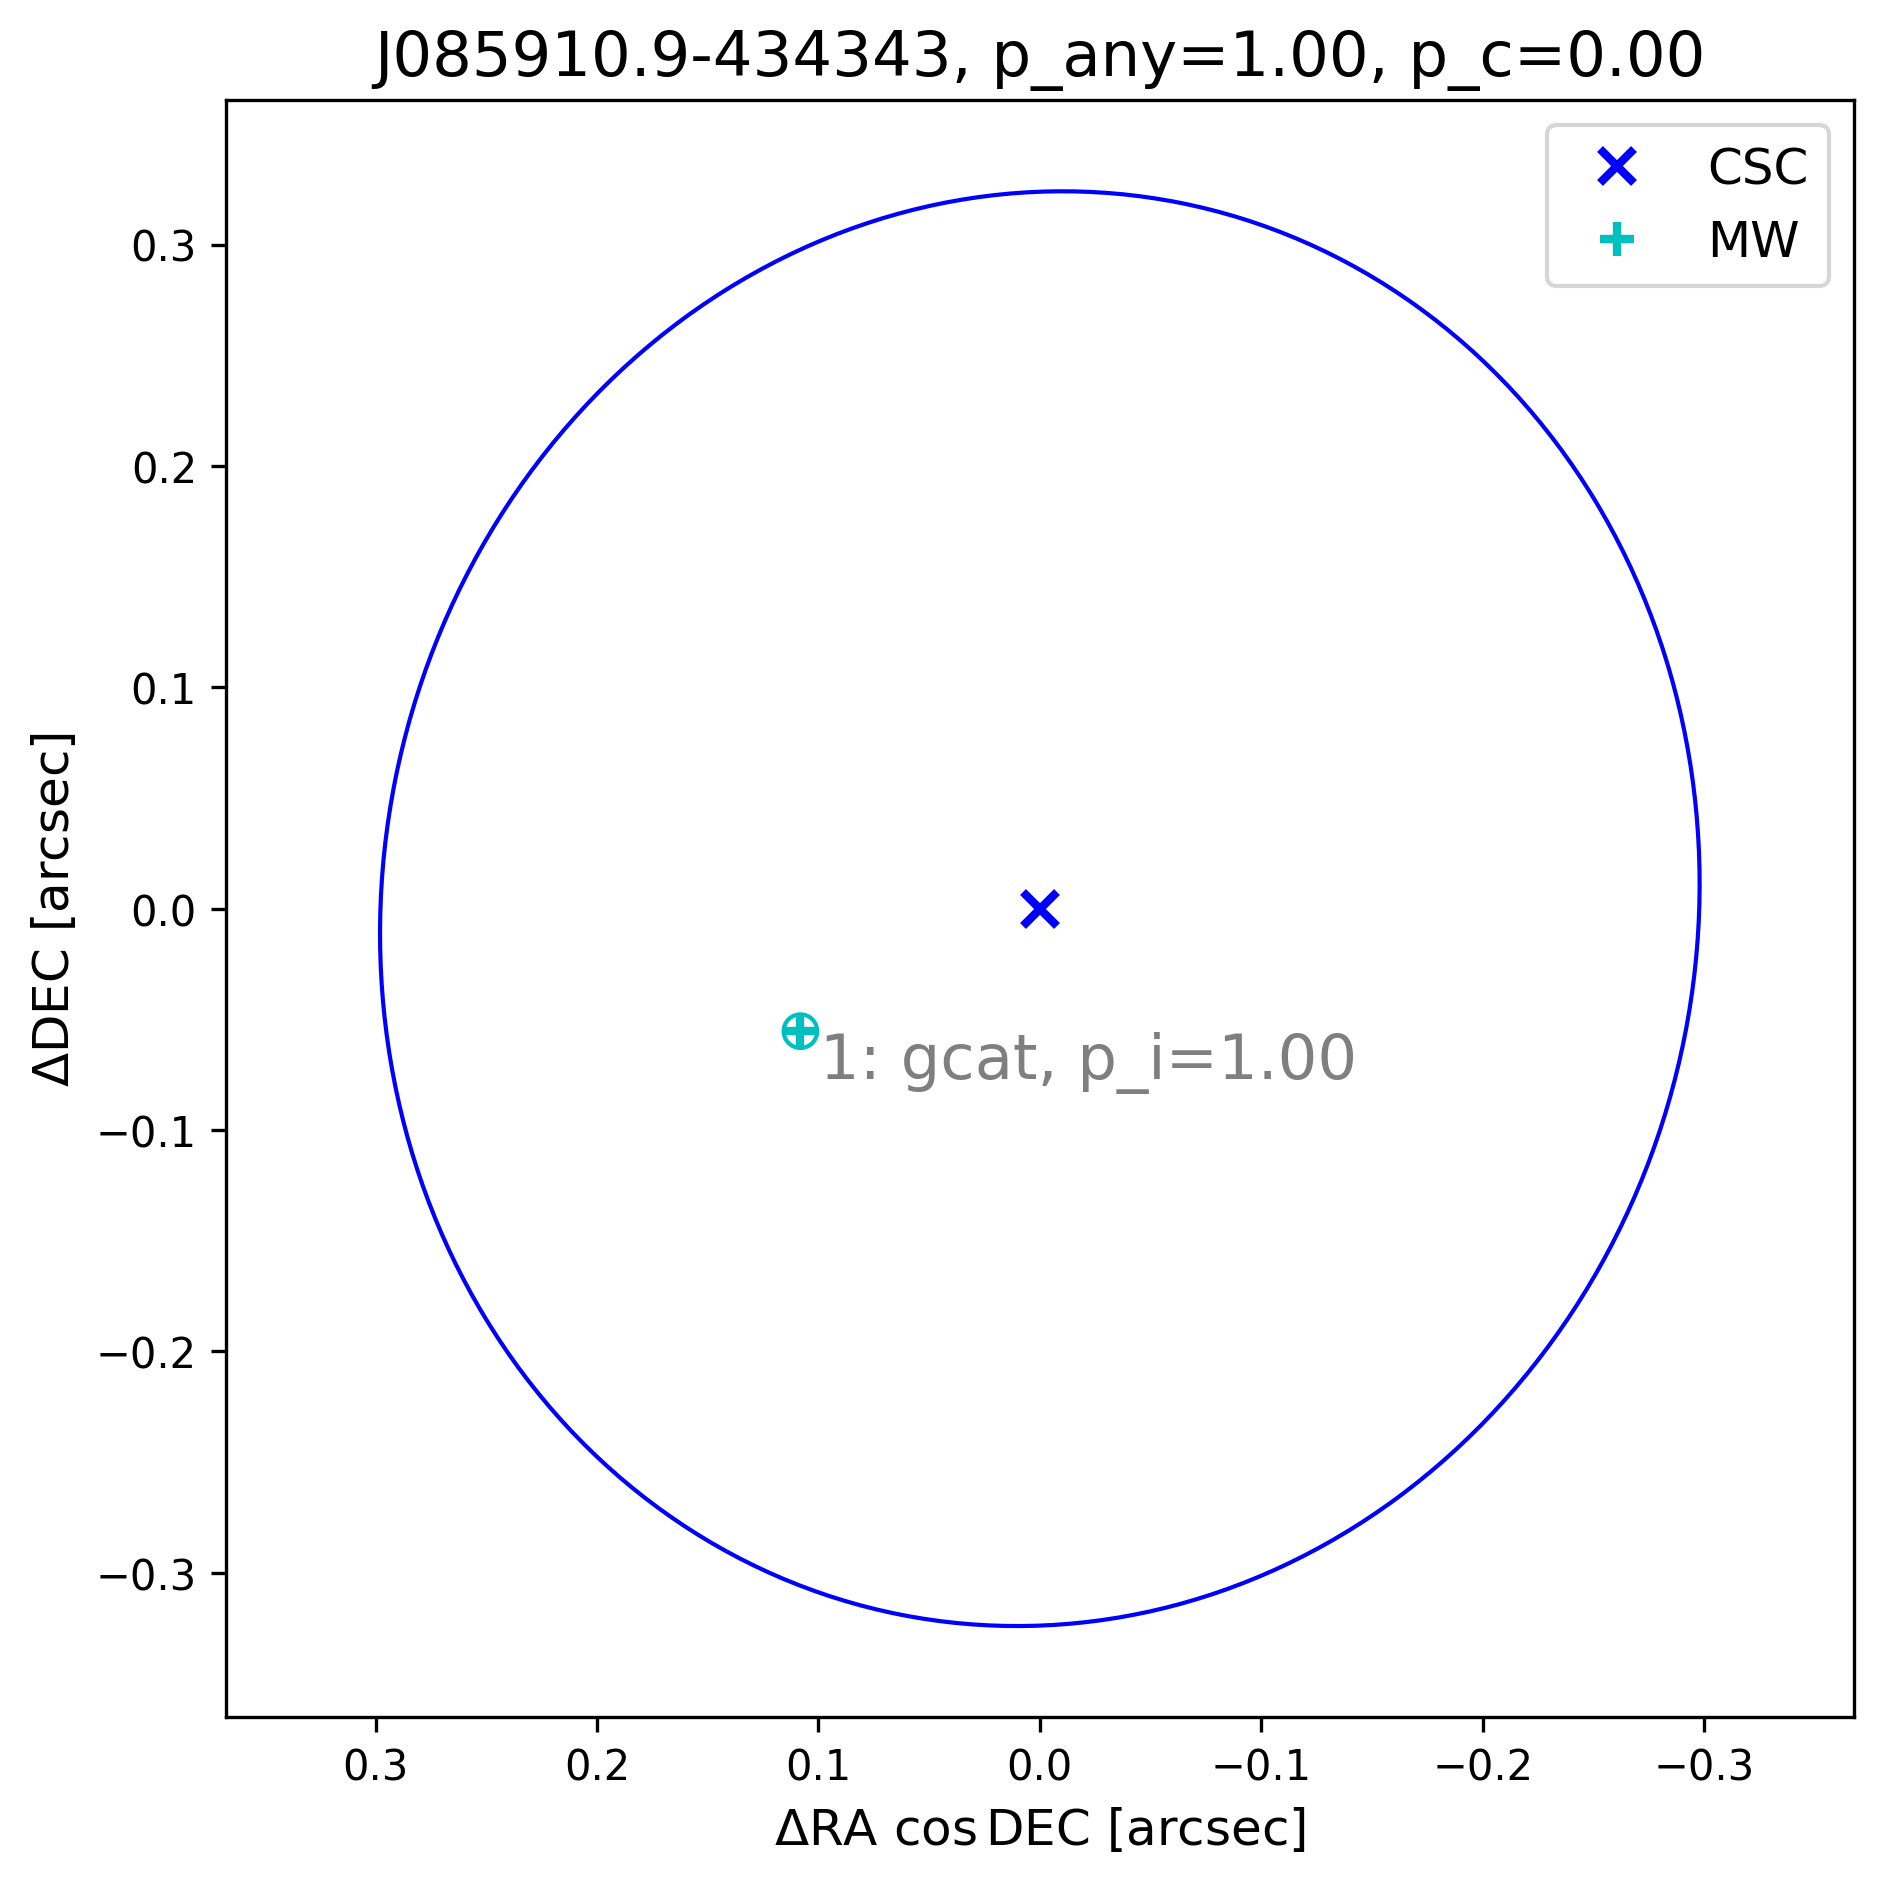 J085910.9-434343, p_any=1.00, p_c=0.00
CSC
MW
0.3
0.2
0.1
0.0
−0.1
−0.2
−0.3
ΔDEC [arcsec]
1: gcat, p_i=1.00
0.3
0.2
0.1
0.0
−0.1
−0.2
−0.3
ΔRA cos DEC [arcsec]